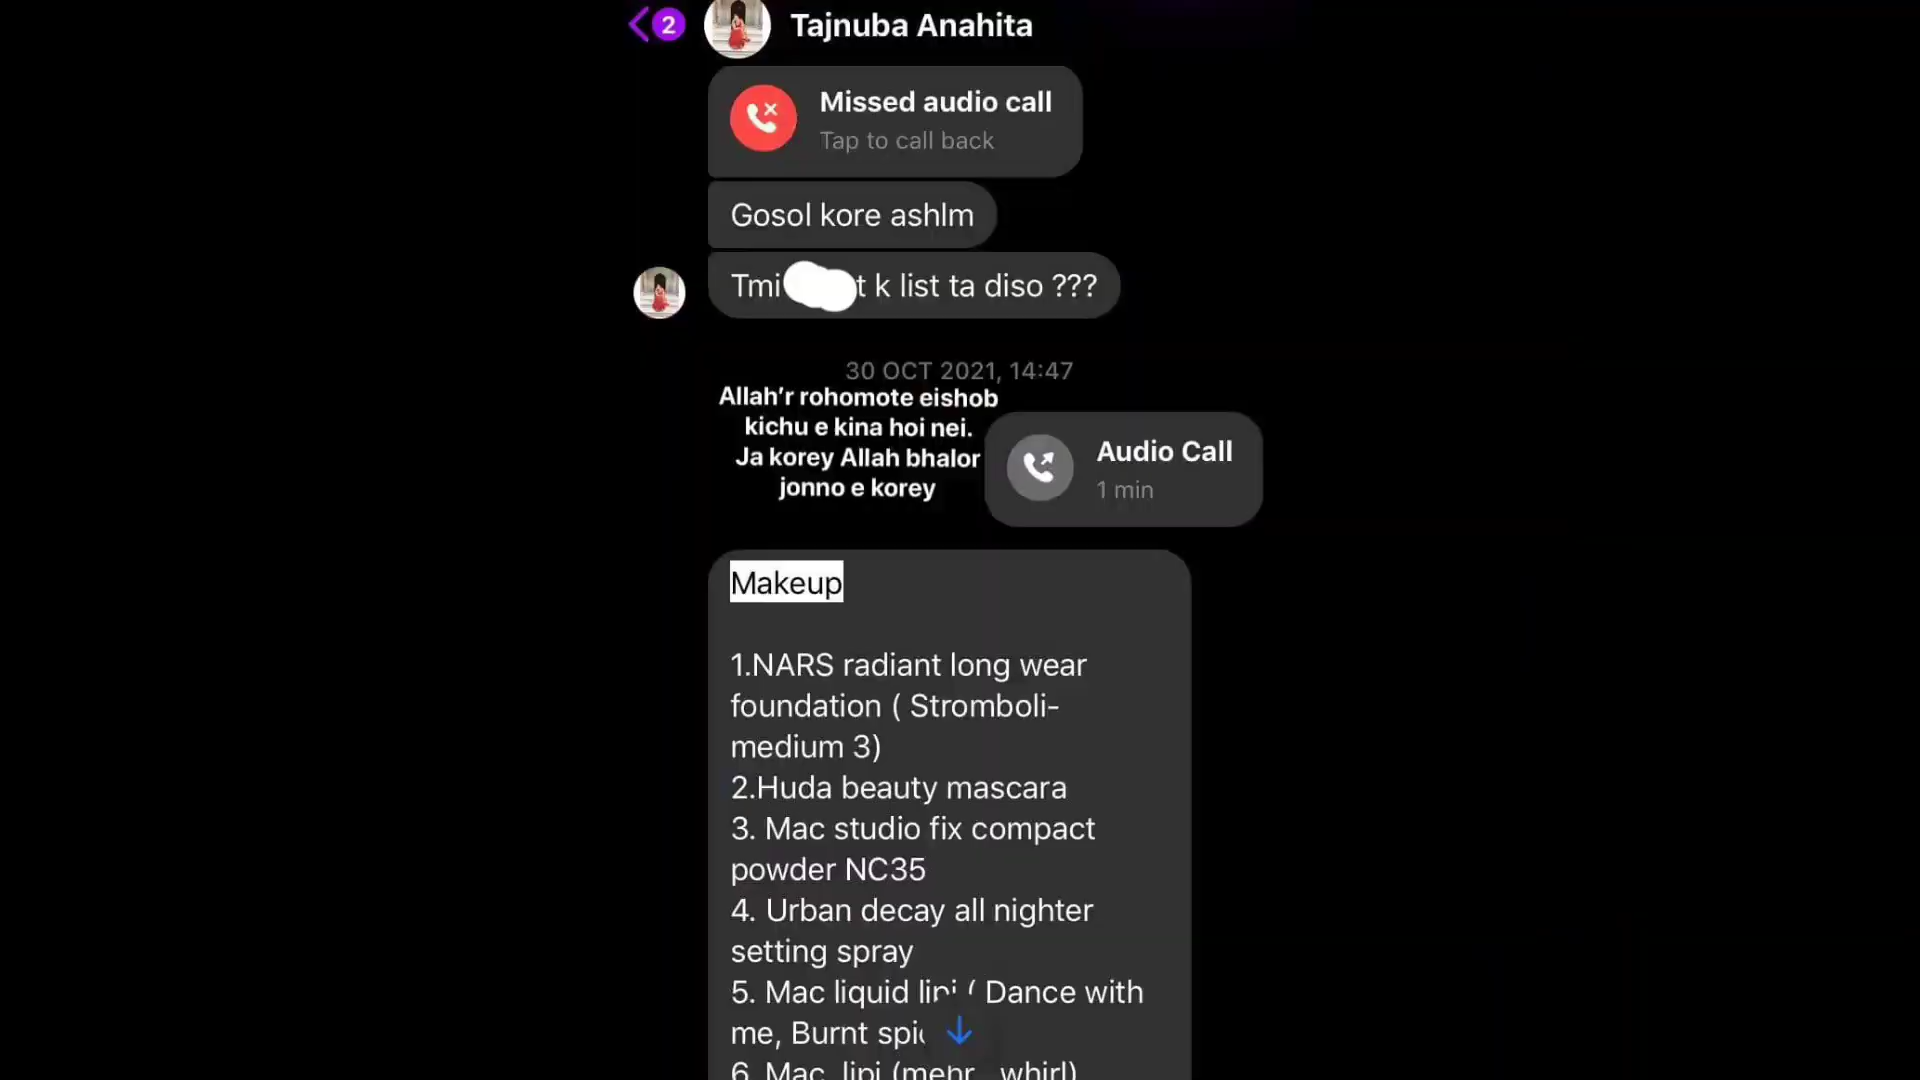 2
Tajnuba Anahita
Missed audio call
Tap to call back
Gosol kore ashlm
Tmi t k list ta diso ???
30 OCT 2021, 14:47
Allah’r rohomote eishob
kichu e kina hoi nei.
Ja korey Allah bhalor
jonno e korey
Audio Call
1 min
Makeup
1.NARS radiant long wear
foundation ( Stromboli-
medium 3)
2.Huda beauty mascara
3. Mac studio fix compact
powder NC35
4. Urban decay all nighter
setting spray
5. Mac liquid lipi ( Dance with
me, Burnt
6. Mac lipi (mehr whirl)